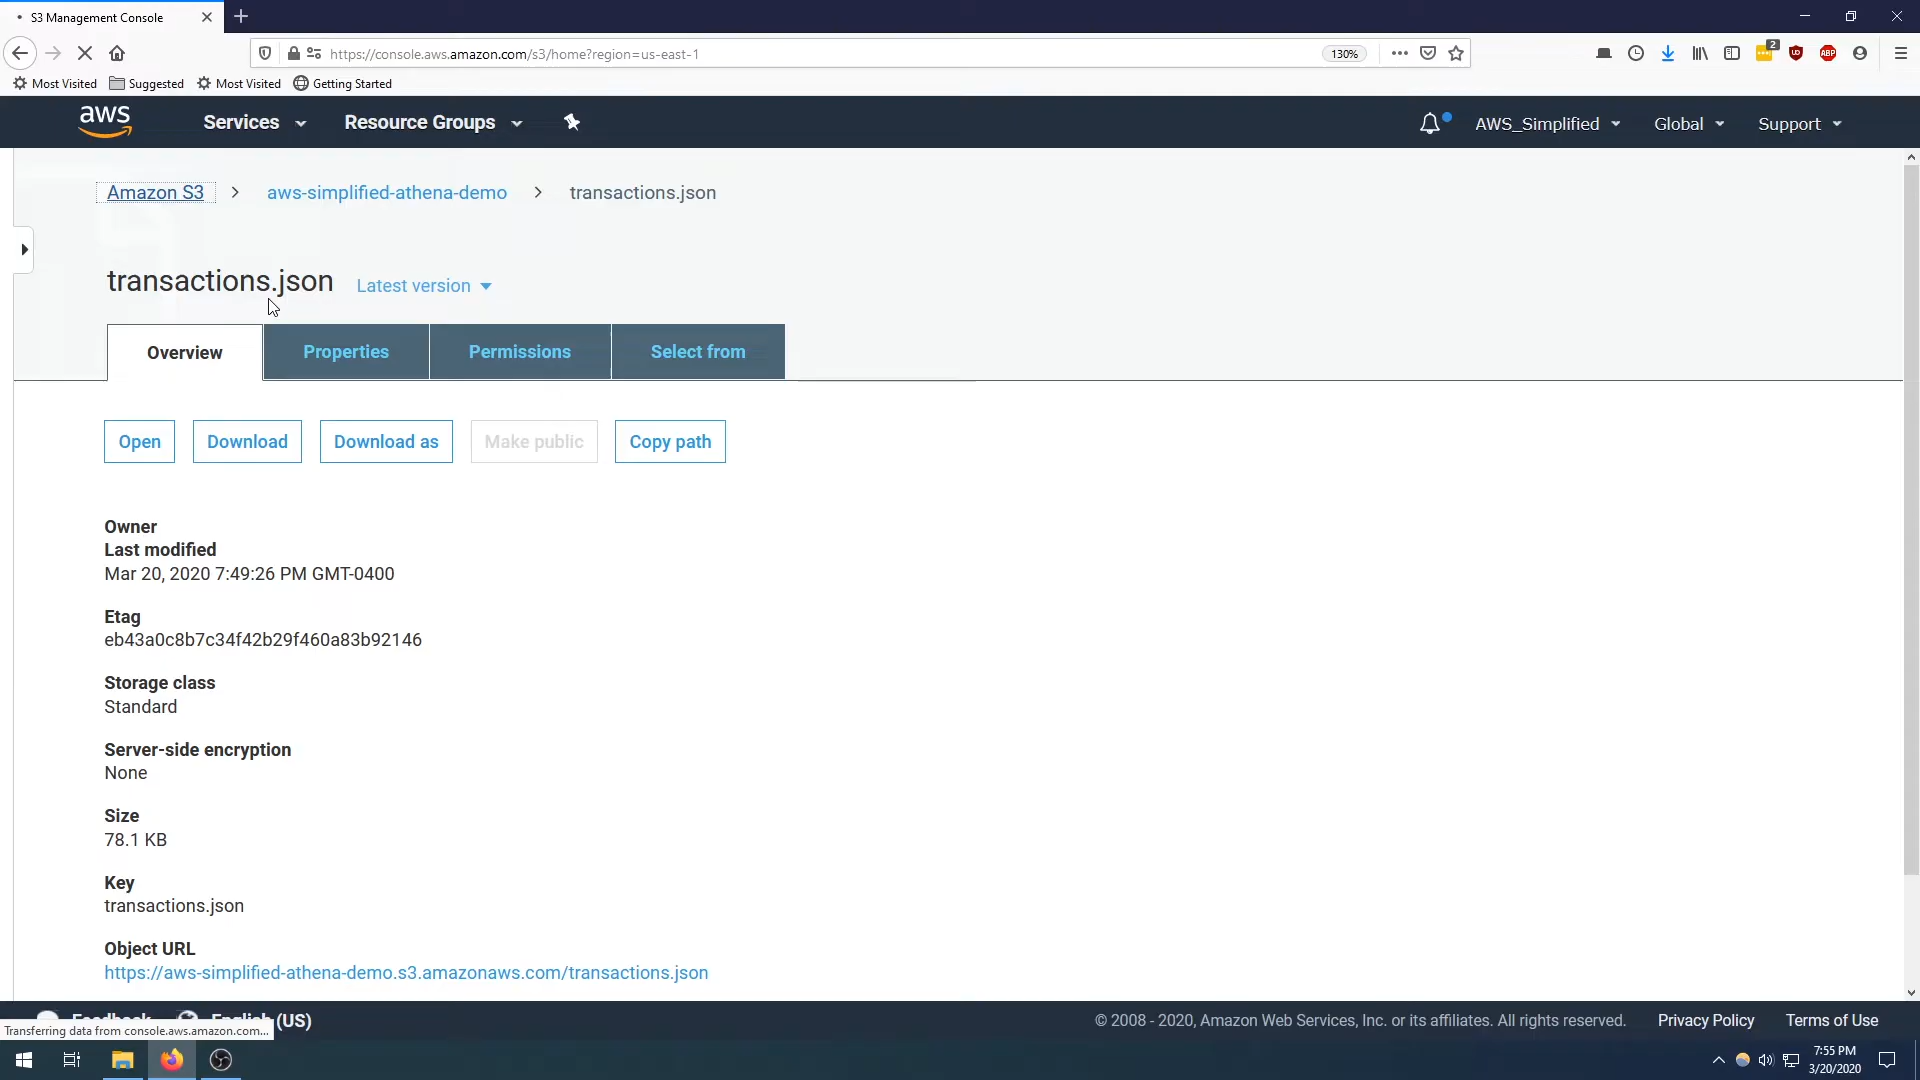 S3 Management Console
https://console.aws.amazon.com/s3/home?region=us-east-1
130%
2
Most Visited
Suggested
Most Visited
Getting Started
aws
Services
Resource Groups
AWS_Simplified
Global
Support
Amazon S3 > aws-simplified-athena-demo > transactions.json
transactions.json
Latest version
Overview
Properties
Permissions
Select from
Open
Download
Download as
Make public
Copy path
Owner
Last modified
Mar 20, 2020 7:49:26 PM GMT-0400
Etag
eb43a0c8b7c34f42b29f460a83b92146
Storage class
Standard
Server-side encryption
None
Size
78.1 KB
Key
transactions.json
Object URL
https://aws-simplified-athena-demo.s3.amazonaws.com/transactions.json
Feedback
English (US)
© 2008 - 2020, Amazon Web Services, Inc. or its affiliates. All rights reserved.
Privacy Policy
Terms of Use
Transferring data from console.aws.amazon.com...
7:55 PM
3/20/2020